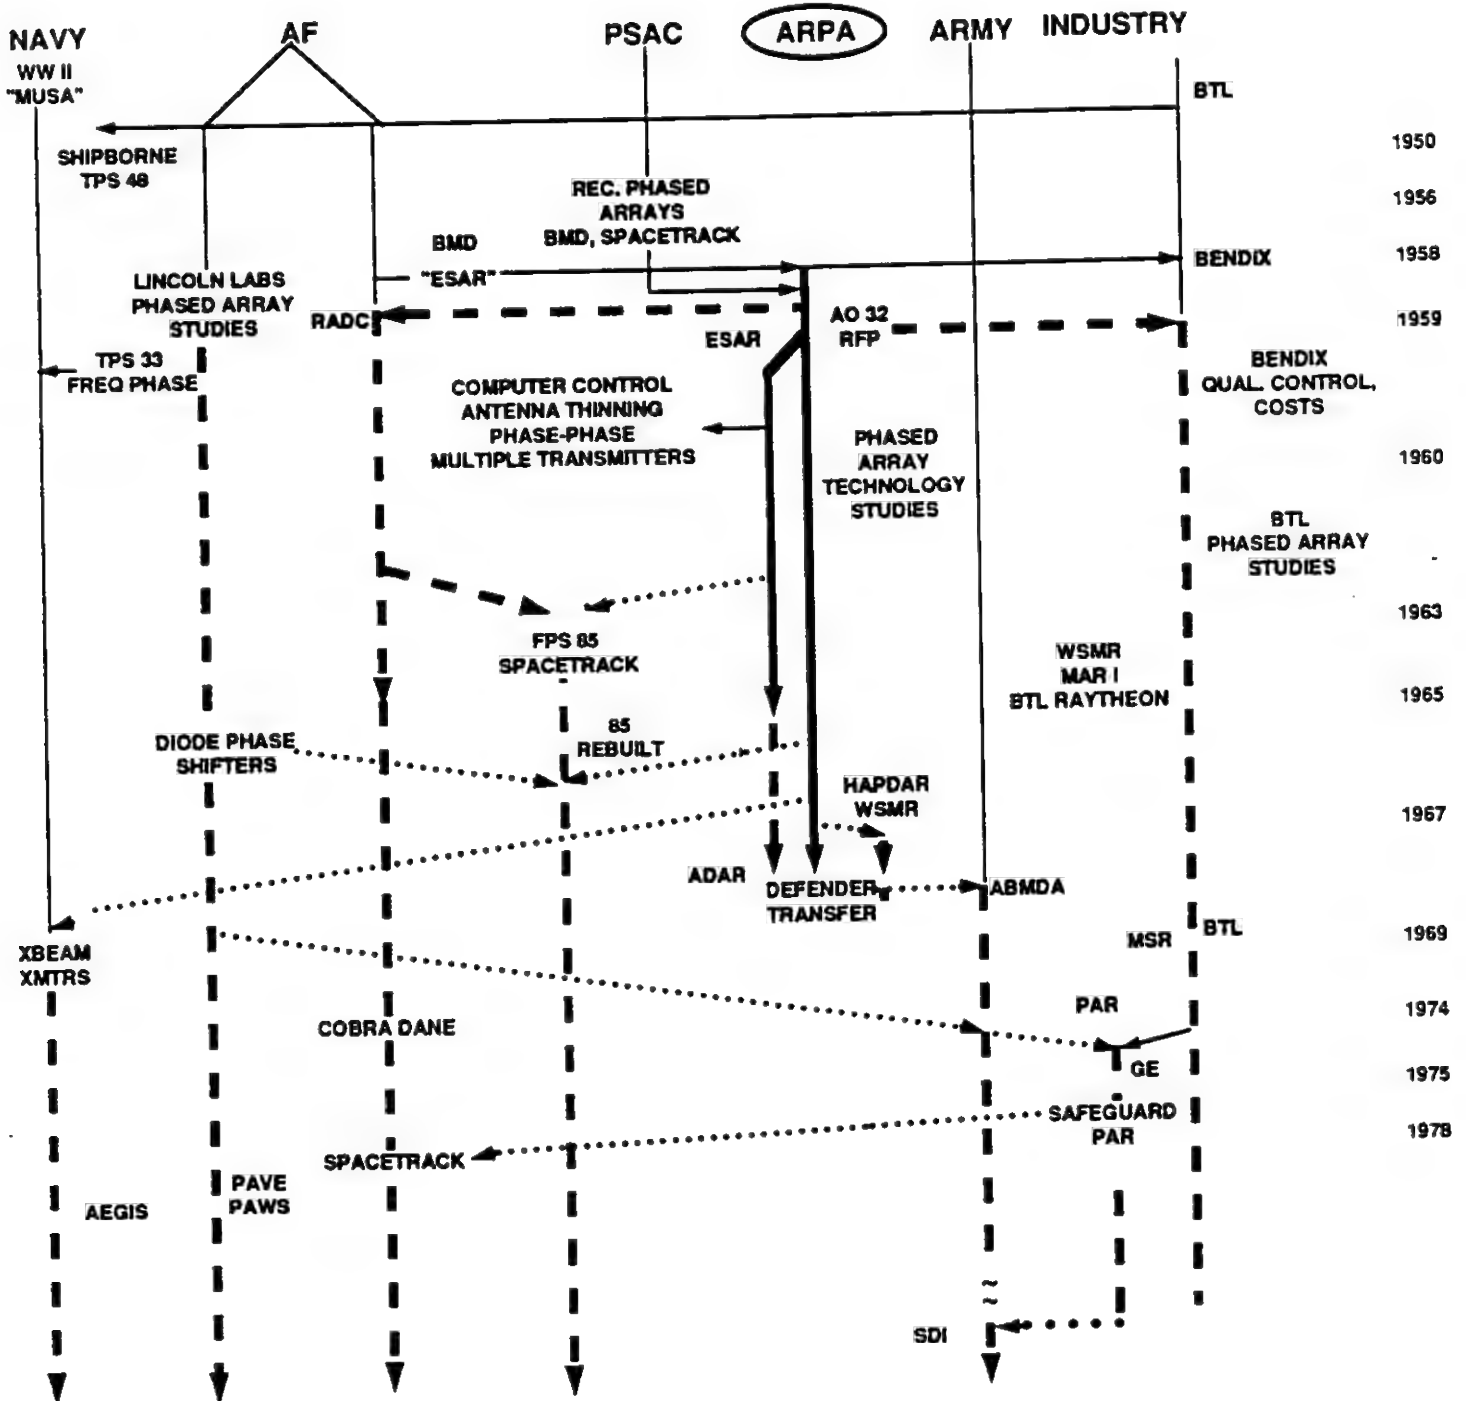 NAVY
WW II
"MUSA"
AF
PSAC
ARPA
ARMY
INDUSTRY
BTL
1950
SHIPBORNE
TPS 48
1956
REC. PHASED
ARRAYS
BMD, SPACETRACK
BMD
"ESAR"
BENDIX
1958
LINCOLN LABS
PHASED ARRAY
STUDIES
RADC
ESAR
AO 32
RFP
1959
TPS 33
FREQ PHASE
COMPUTER CONTROL
ANTENNA THINNING
PHASE-PHASE
MULTIPLE TRANSMITTERS
BENDIX
QUAL. CONTROL,
COSTS
PHASED
ARRAY
TECHNOLOGY
STUDIES
1960
BTL
PHASED ARRAY
STUDIES
1963
FPS 85
SPACETRACK
WSMR
MAR I
BTL RAYTHEON
1965
DIODE PHASE
SHIFTERS
85
REBUILT
HAPDAR
WSMR
1967
ADAR
DEFENDER
TRANSFER
ABMDA
XBEAM
XMTRS
MSR
BTL
1969
COBRA DANE
PAR
1974
GE
1975
SAFEGUARD
PAR
1978
SPACETRACK
AEGIS
PAVE
PAWS
~
~
SDI